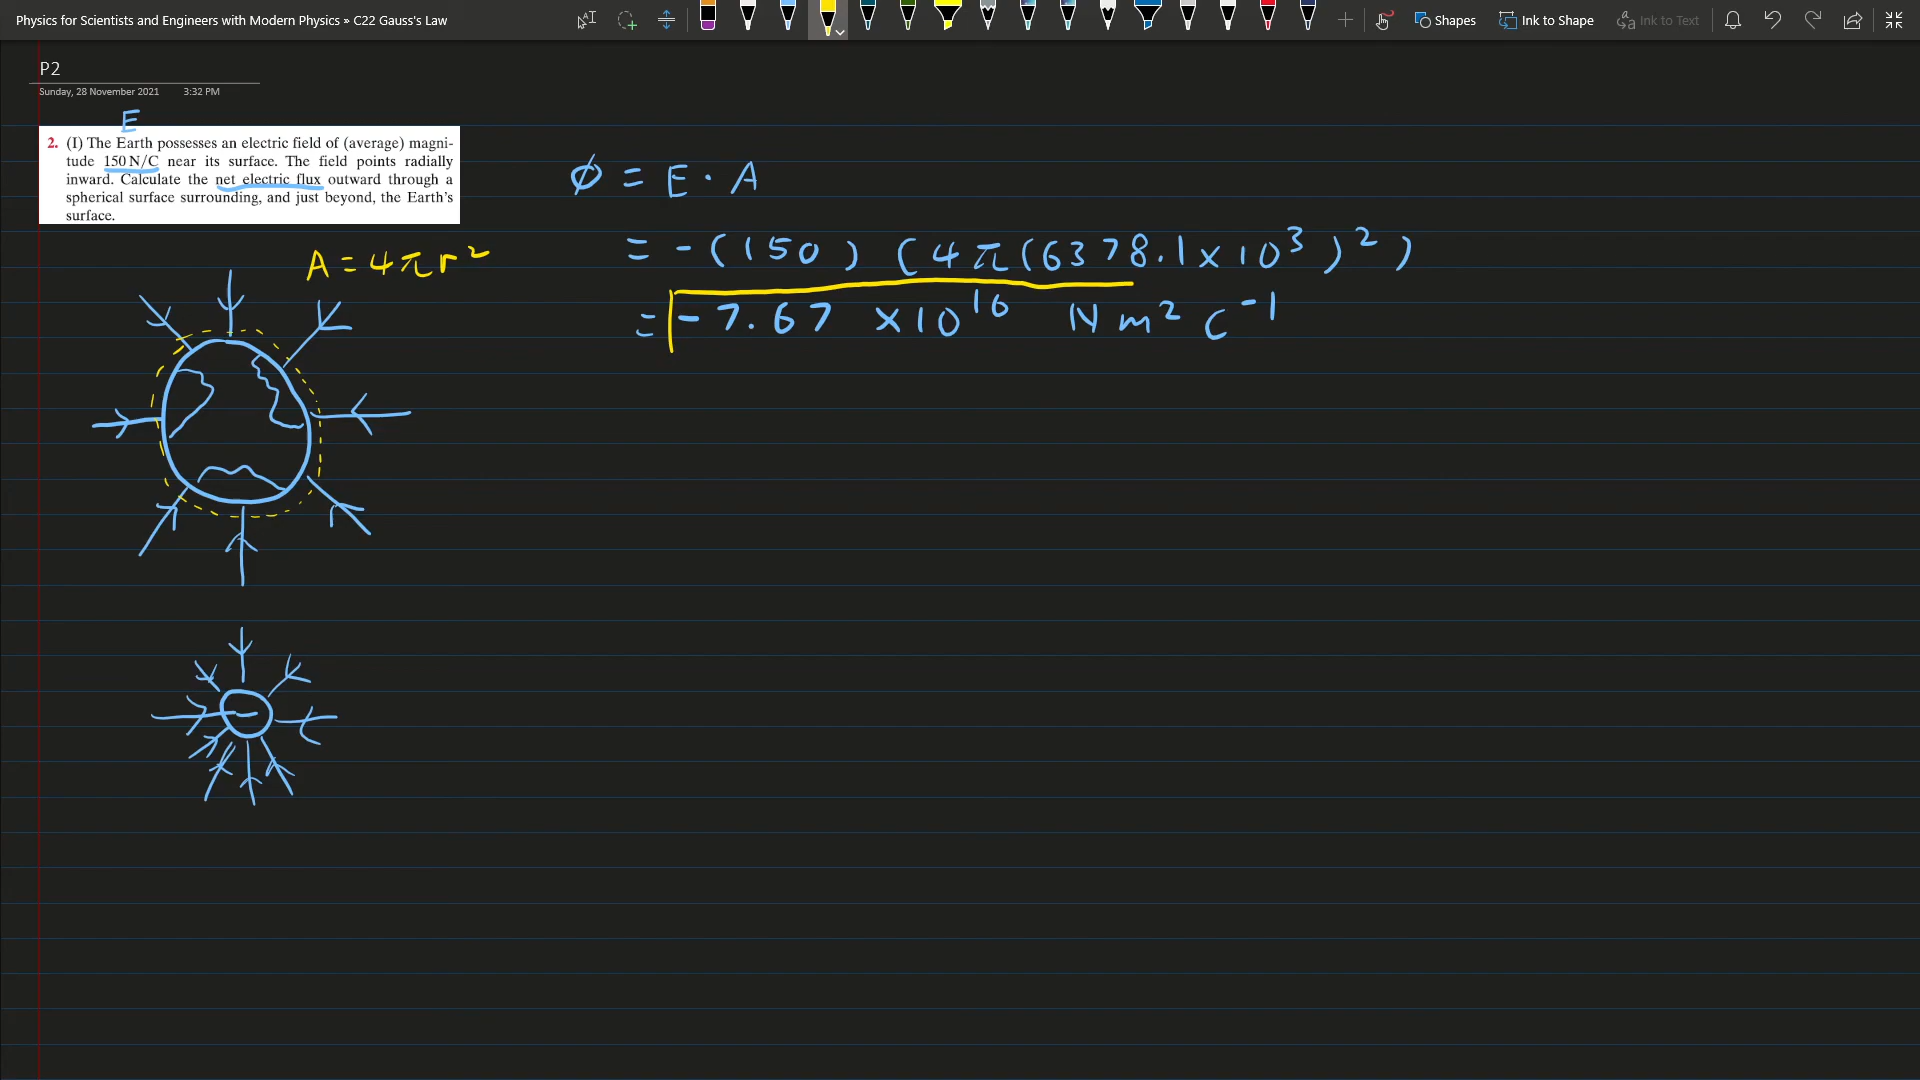 Physics for Scientists and Engineers with Modern Physics » C22 Gauss's Law
Shapes
Ink to Shape
Ink to Text
P2
Sunday, 28 November 2021 3:32 PM
E
2. (I) The Earth possesses an electric field of (average) magni-
tude 150 N/C near its surface. The field points radially
inward. Calculate the net electric flux outward through a
spherical surface surrounding, and just beyond, the Earth's
surface.
ϕ = E · A
= -(150) (4π(6378.1×10³)²)
= -7.67 ×10¹⁶ N m² C⁻¹
A = 4πr²
−